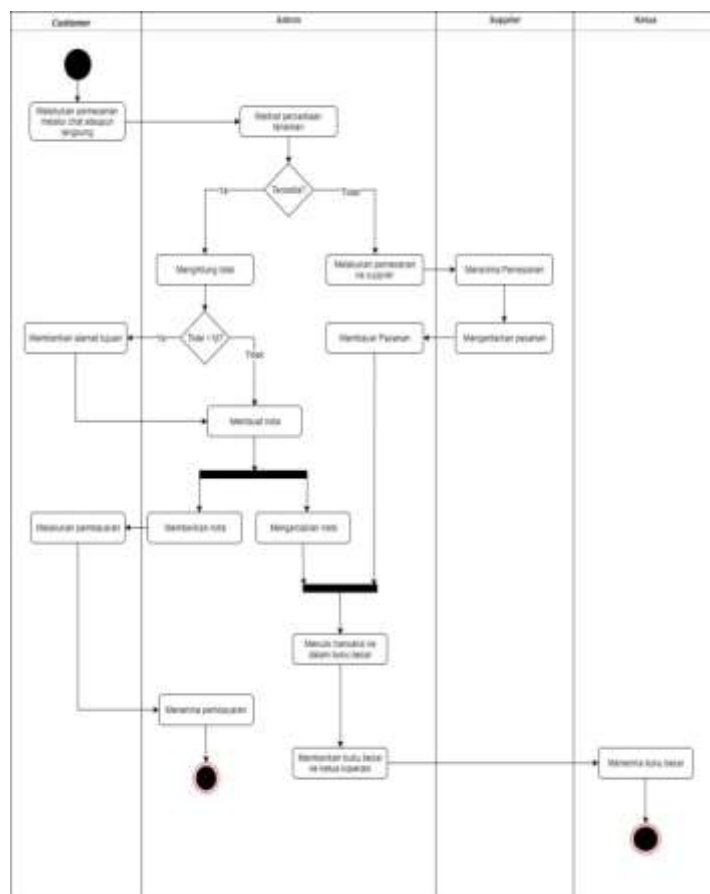 Customer
Admin
Supplier
Ketua
Melakukan pemesanan
melalui chat ataupun
langsung
Melihat persediaan
tanaman
Tersedia?
Ya
Tidak
Menghitung total
Melakukan pemesanan
ke supplier
Menerima Pemesanan
Memberikan alamat tujuan
Ya
Tidak
Membayar Pesanan
Mengantarkan pesanan
Membuat nota
Melakukan pembayaran
Memberikan nota
nota
Menulis transaksi ke
dalam buku besar
Menerima pembayaran
Memberikan buku besar
ke ketua koperasi
Menerima buku besar